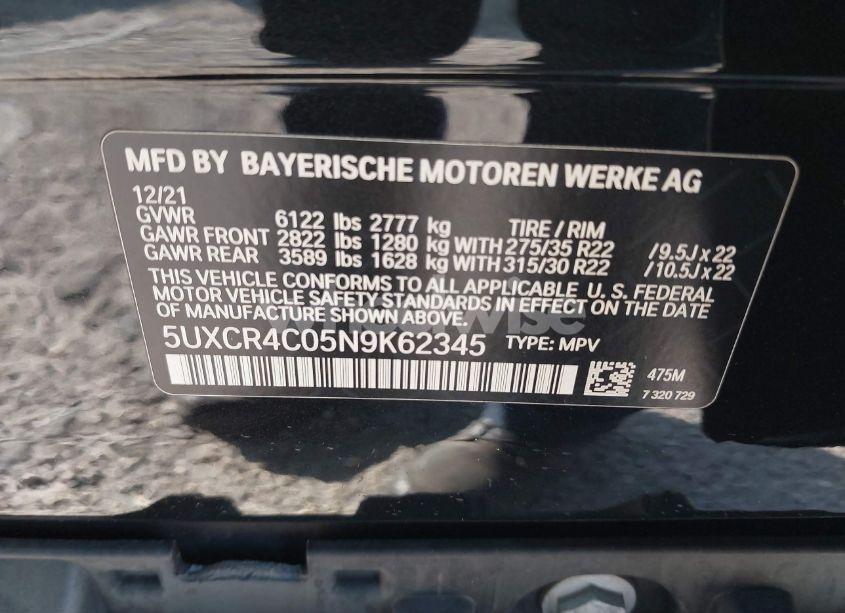 MFD BY BAYERISCHE MOTOREN WERKE AG
12/21
GVWR 6122 lbs 2777 kg TIRE / RIM
GAWR FRONT 2822 lbs 1280 kg WITH 275/35 R22 / 9.5J x 22
GAWR REAR 3589 lbs 1628 kg WITH 315/30 R22 / 10.5J x 22
THIS VEHICLE CONFORMS TO ALL APPLICABLE U. S. FEDERAL
MOTOR VEHICLE SAFETY STANDARDS IN EFFECT ON THE DATE
OF MANUFACTURE SHOWN ABOVE.
5UXCR4C05N9K62345 TYPE: MPV
475M
7 320 729